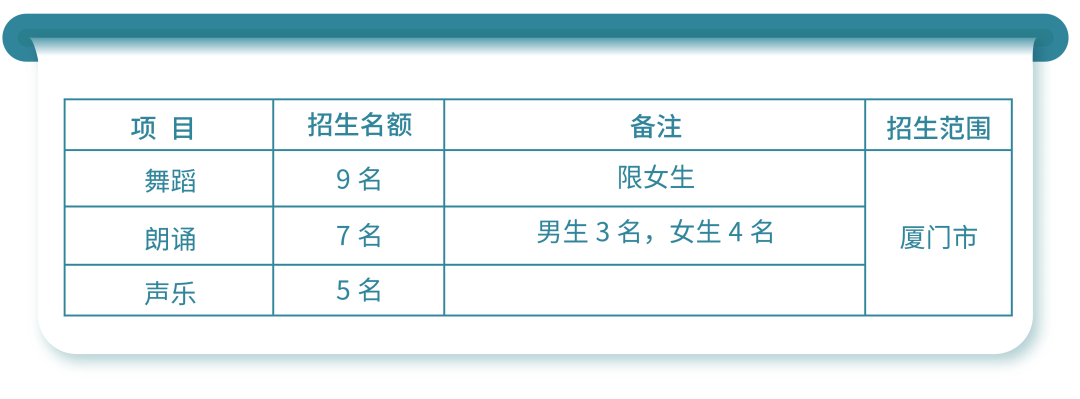 项 目 招生名额 备注 招生范围
舞蹈 9 名 限女生
朗诵 7 名 男生 3 名，女生 4 名 厦门市
声乐 5 名